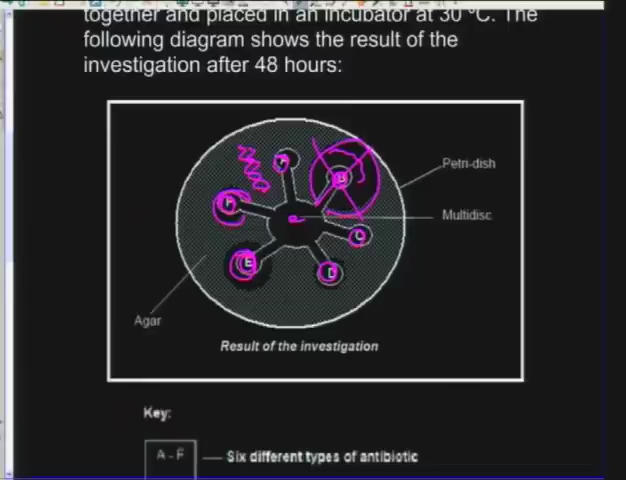 together and placed in an incubator at 30 °C. The
following diagram shows the result of the
investigation after 48 hours:
A
B
Petri-dish
F
Multidisc
C
E
D
Agar
Result of the investigation
Key:
A - F
Six different types of antibiotic